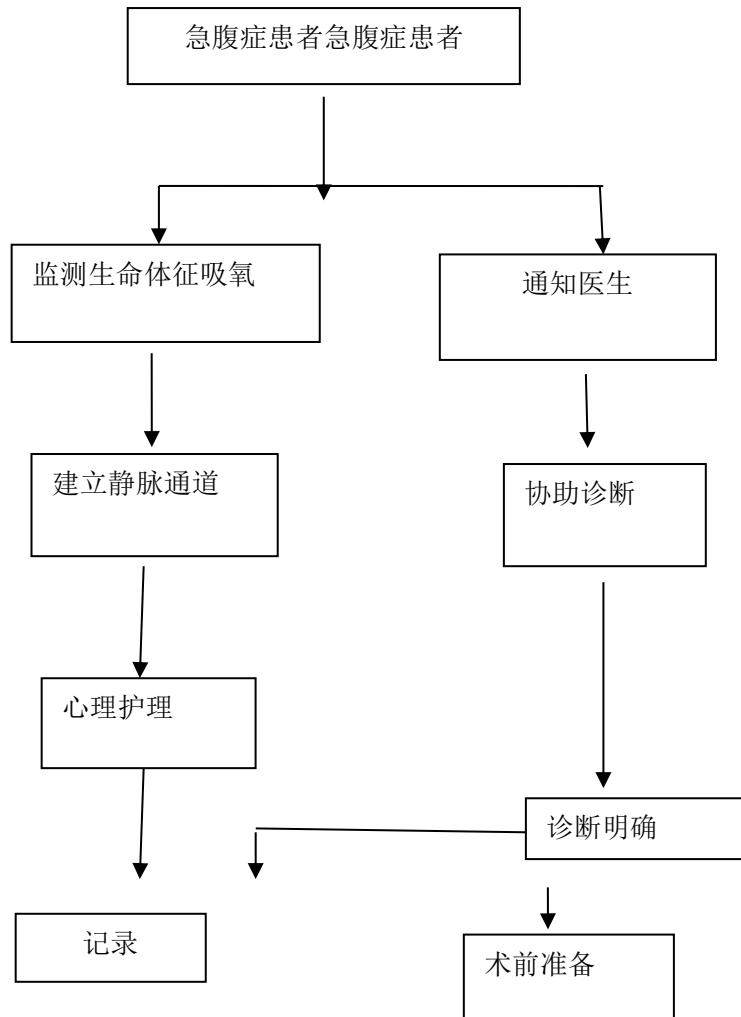 急腹症患者急腹症患者
监测生命体征吸氧
通知医生
建立静脉通道
协助诊断
心理护理
诊断明确
记录
术前准备